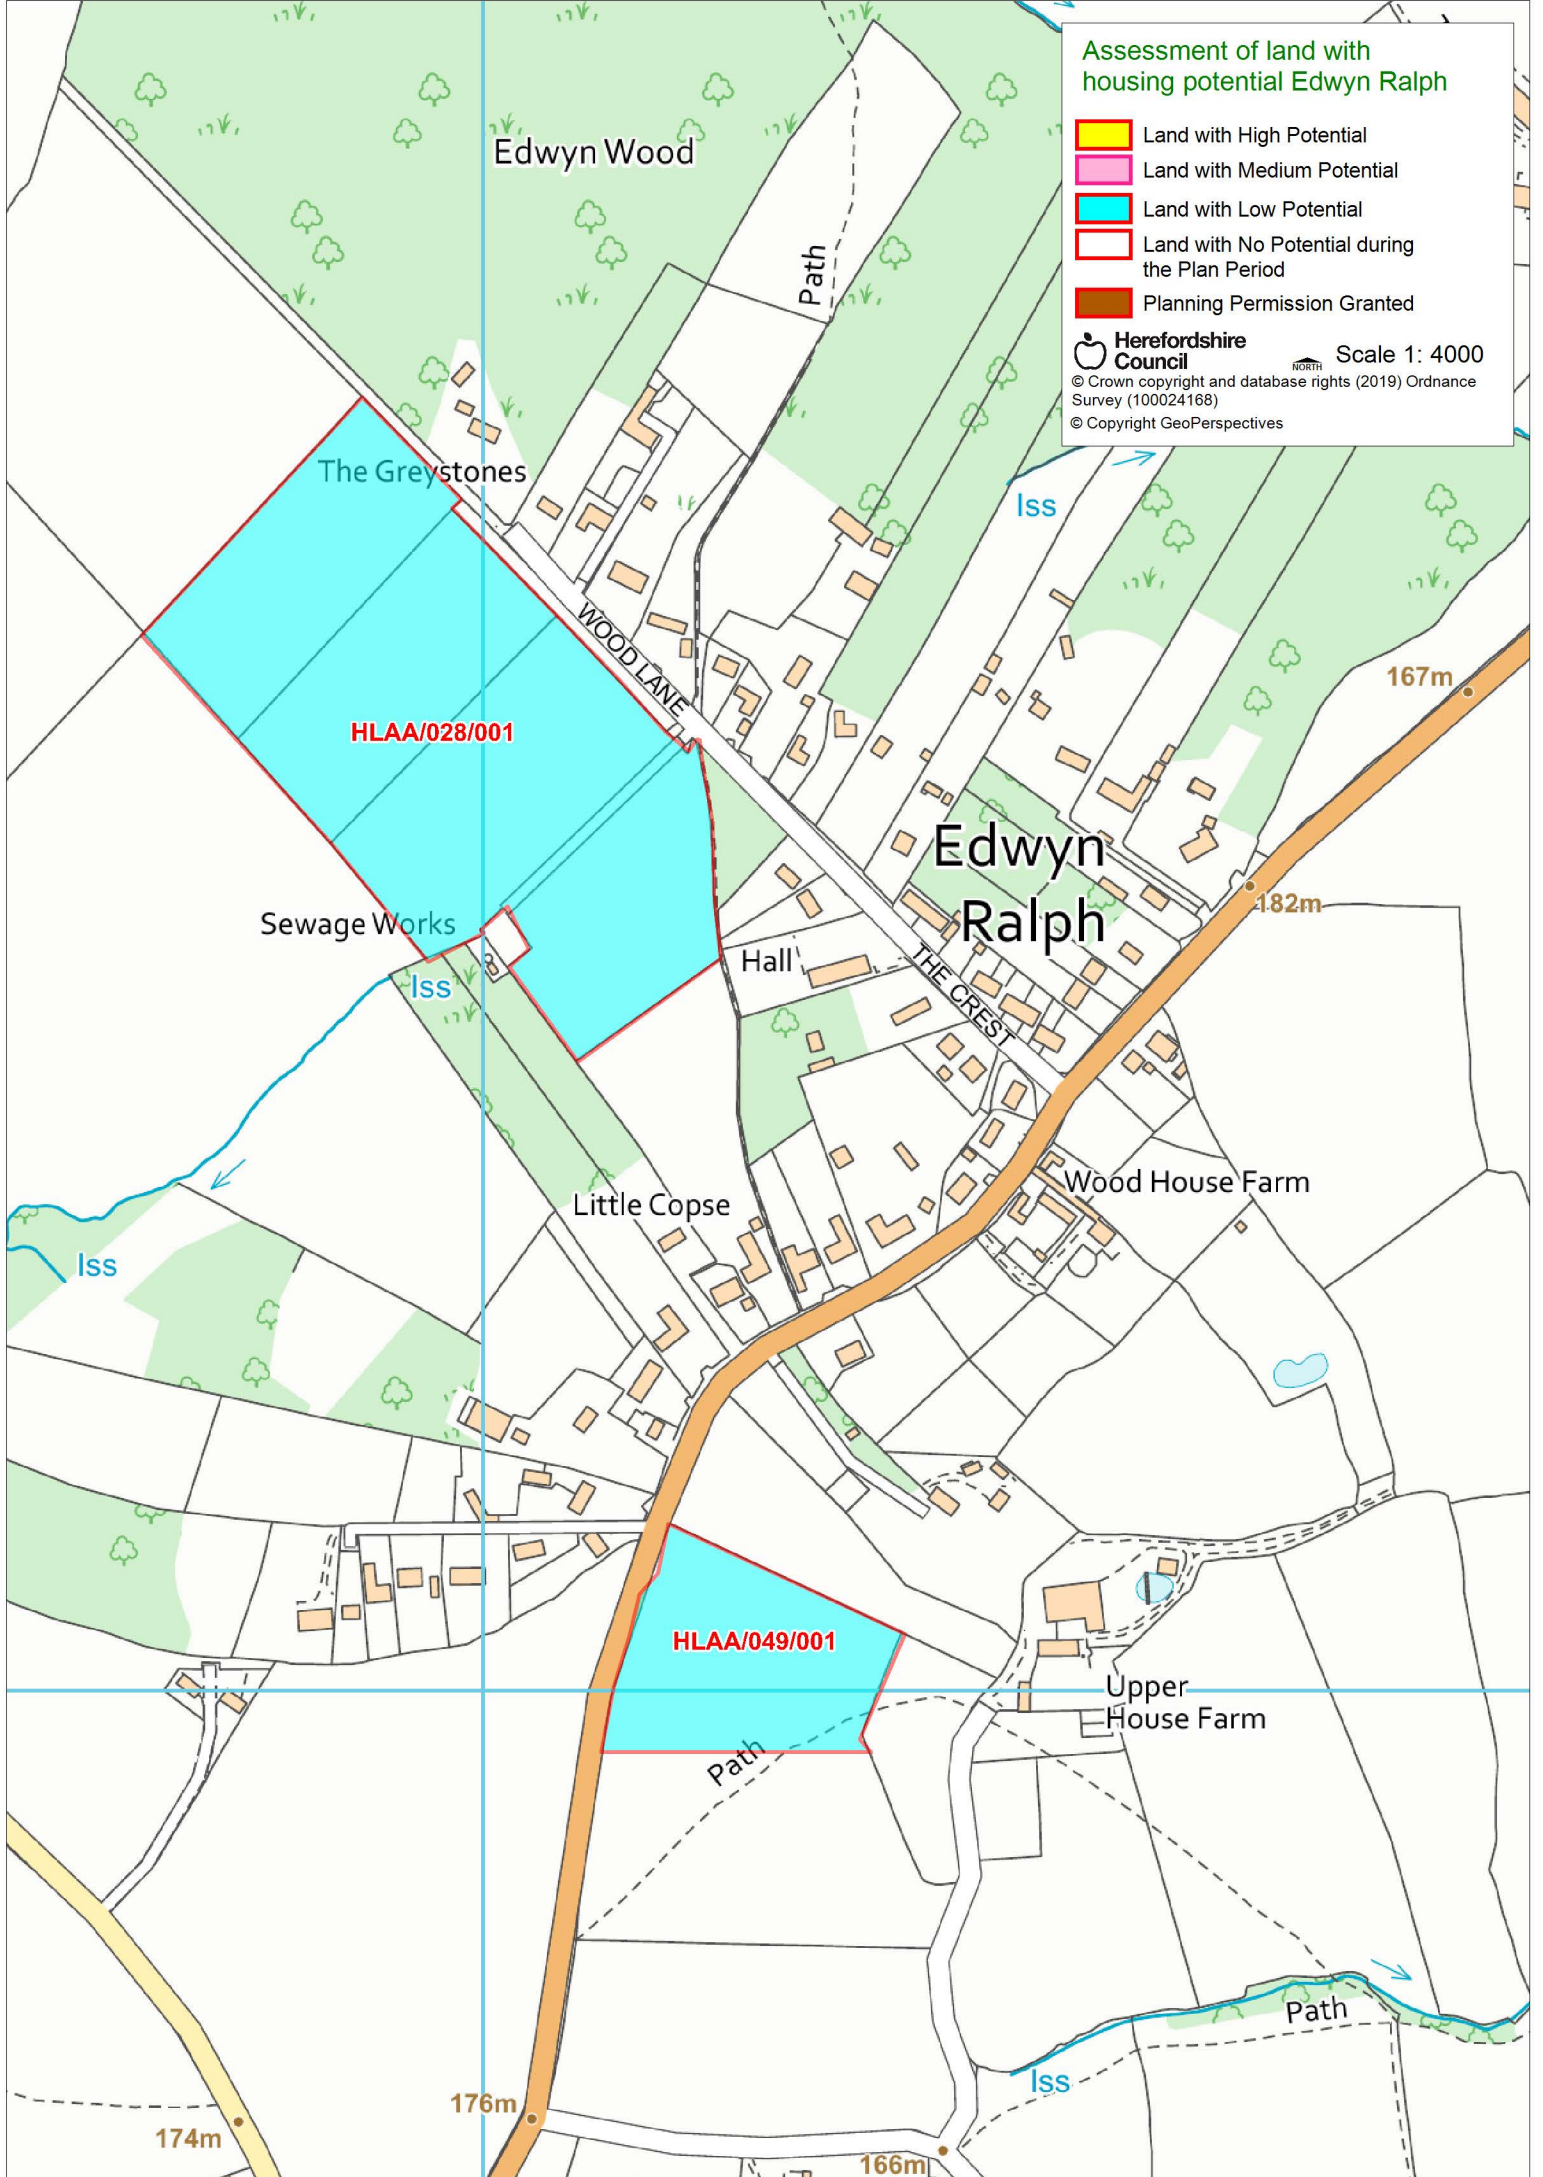 Assessment of land with
housing potential Edwyn Ralph
Land with High Potential
Land with Medium Potential
Land with Low Potential
Land with No Potential during
the Plan Period
Planning Permission Granted
Herefordshire
Council
NORTH
Scale 1: 4000
© Crown copyright and database rights (2019) Ordnance
Survey (100024168)
© Copyright GeoPerspectives
Edwyn Wood
Path
The Greystones
Iss
WOOD LANE
167m
HLAA/028/001
Edwyn
Ralph
182m
Sewage Works
Hall
Iss
THE CREST
Wood House Farm
Little Copse
Iss
HLAA/049/001
Upper
House Farm
Path
Path
Iss
176m
174m
166m